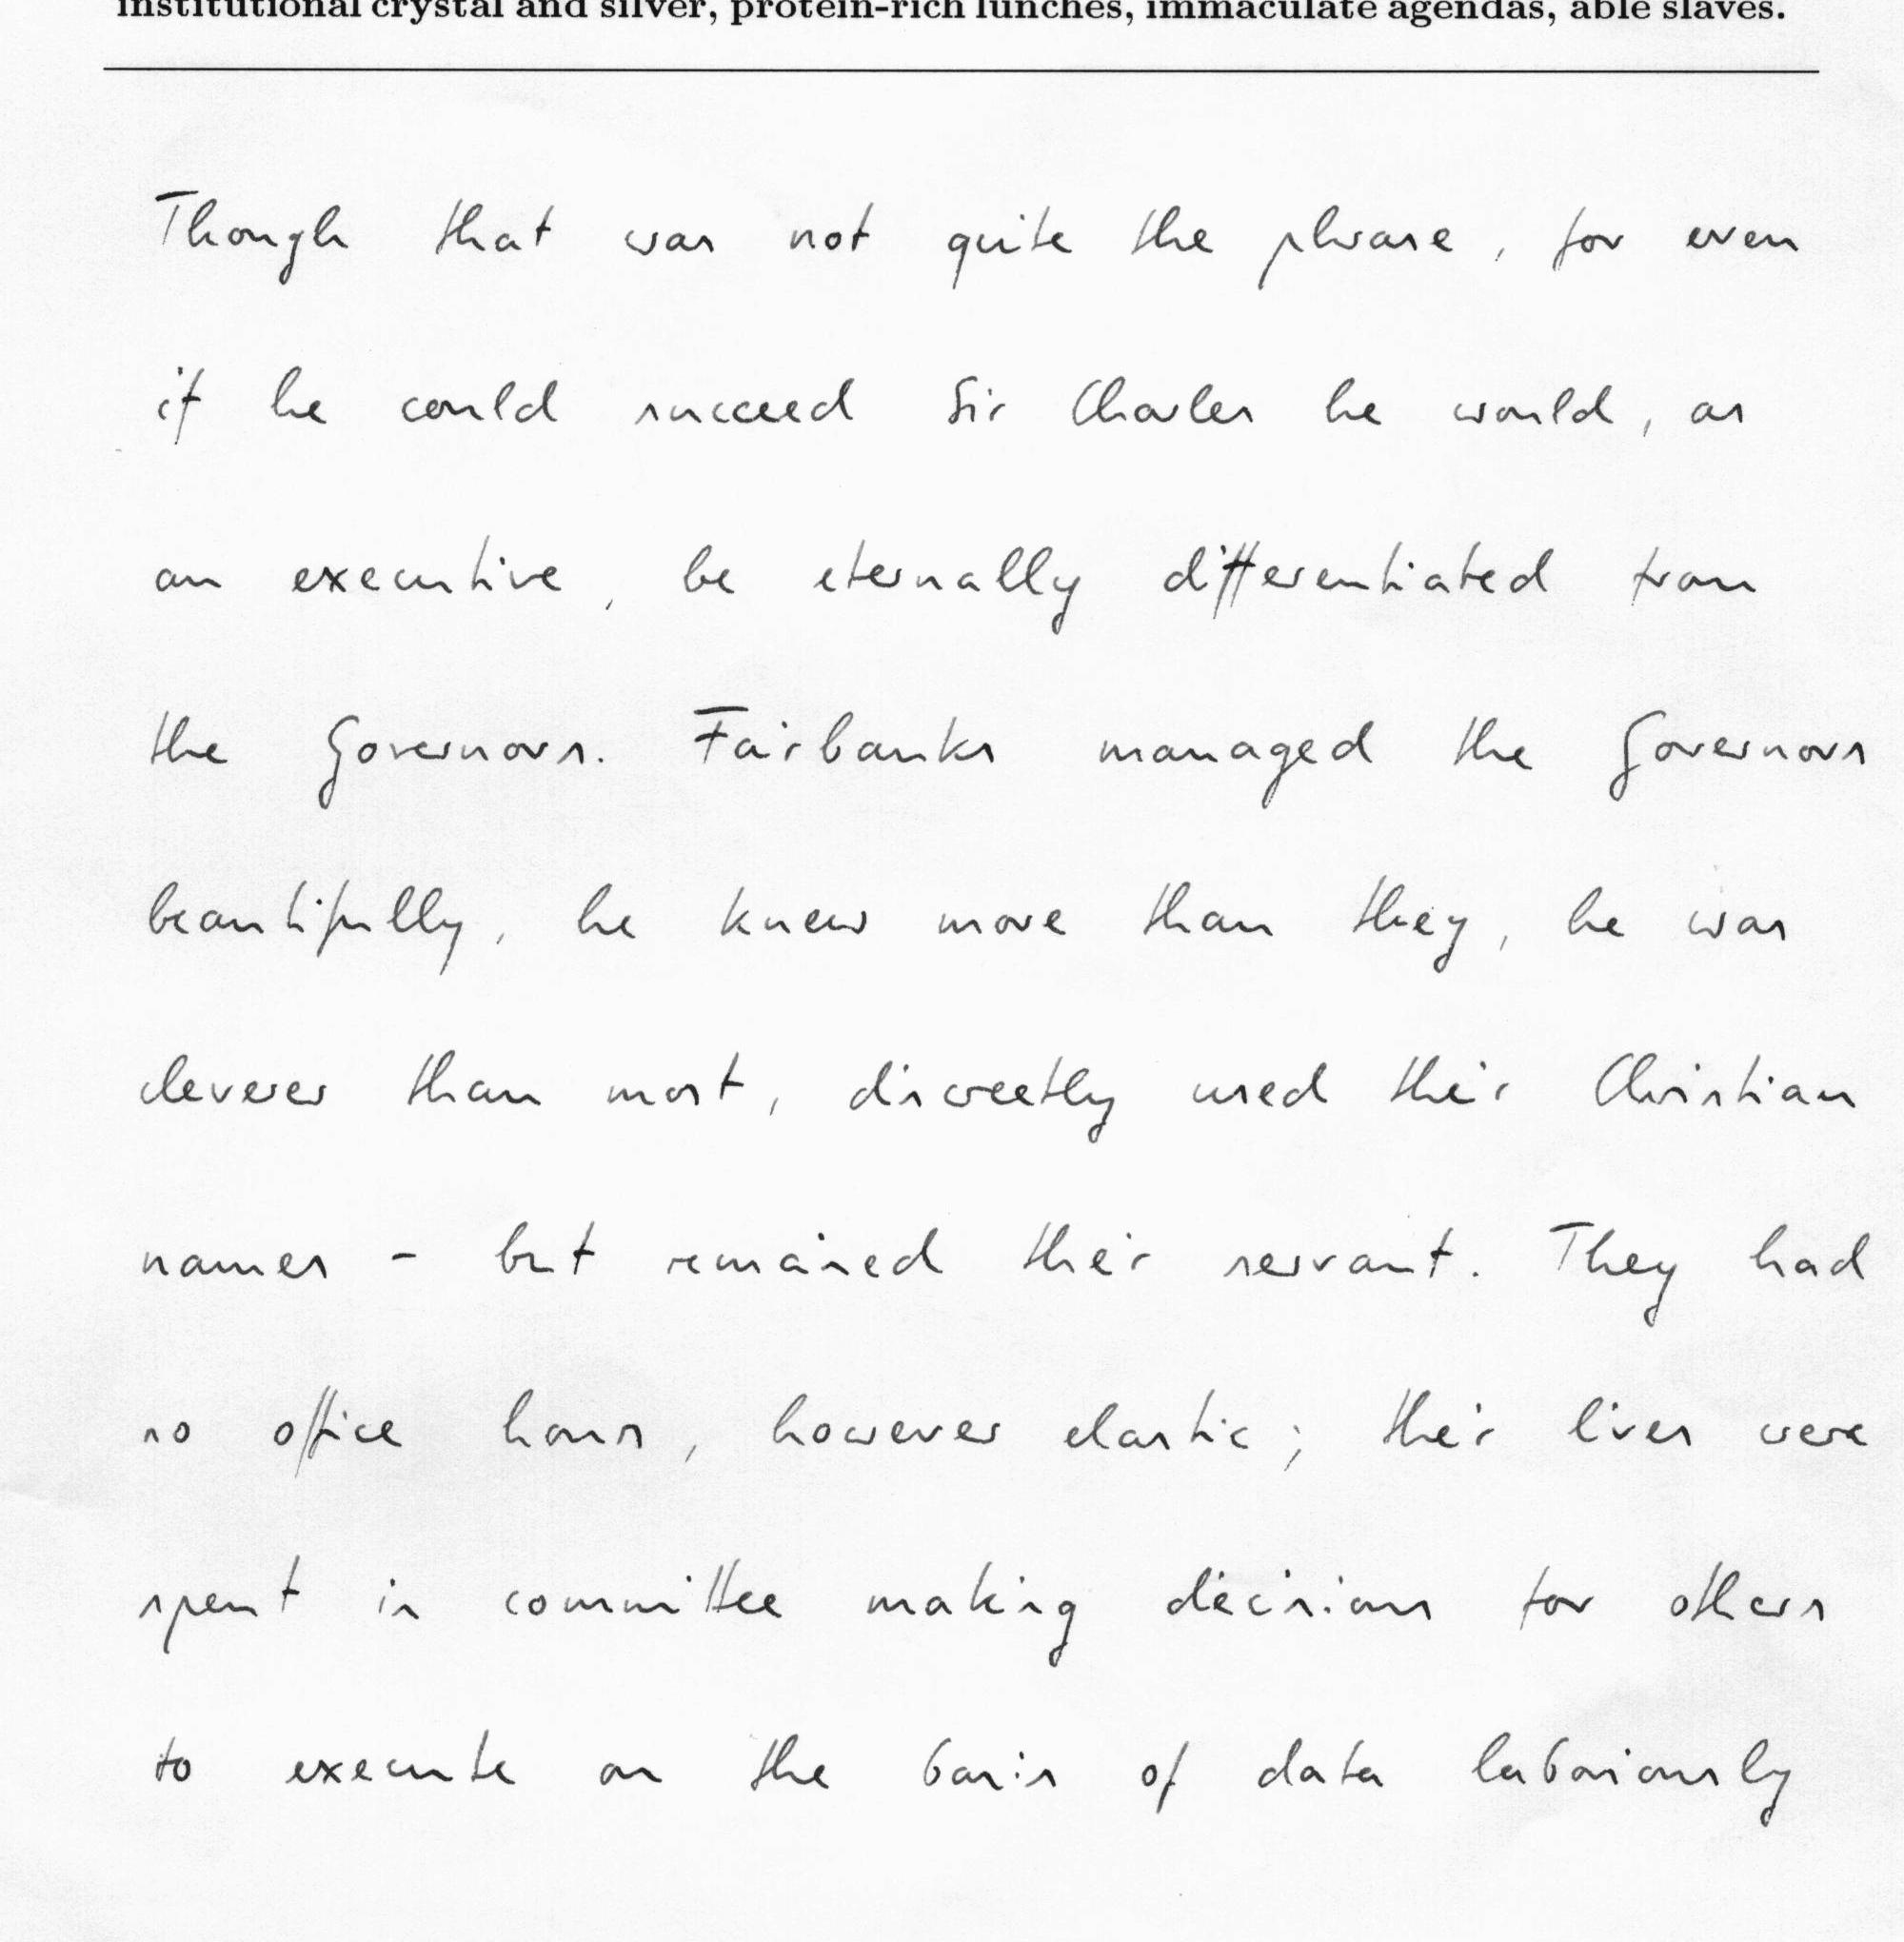 institutional crystal and silver, protein-rich lunches, immaculate agendas, able slaves.
Though that was not quite the phrase, for even
if he could succeed Sir Charles he would, as
an executive, be eternally differentiated from
the Governors. Fairbanks managed the Governors
beautifully, he knew more than they, he was
cleverer than most, discreetly used their Christian
names - but remained their servant. They had
no office hours, however elastic; their lives were
spent in committee making decisions for others
to execute on the basis of data laboriously